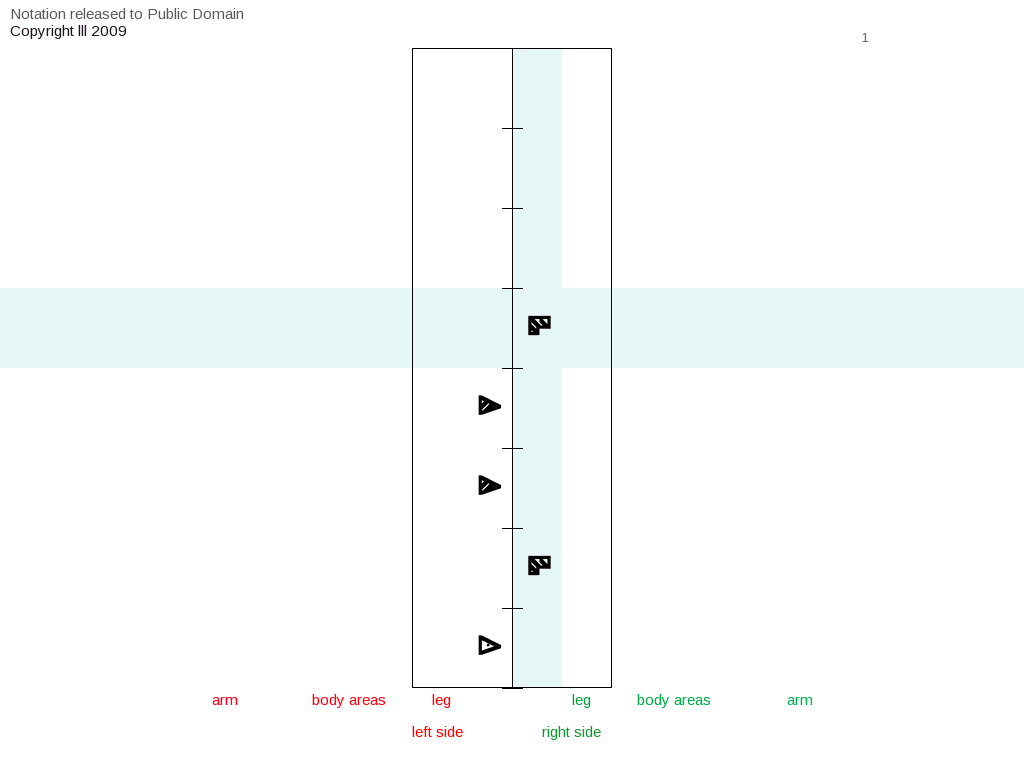 Notation released to Public Domain
Copyright lll 2009
1
arm body areas leg leg body areas arm
left side right side